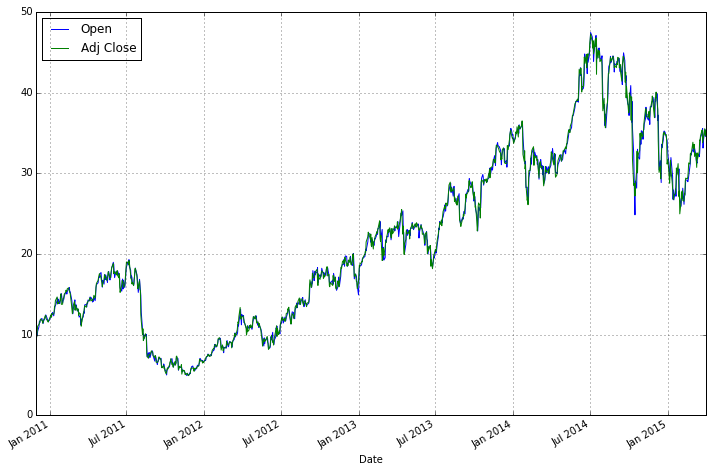 50
Open
Adj Close
40
30
20
10
0
Jan 2011
Jul 2011
Jan 2012
Jul 2012
Jan 2013
Jul 2013
Jan 2014
Jul 2014
Jan 2015
Date